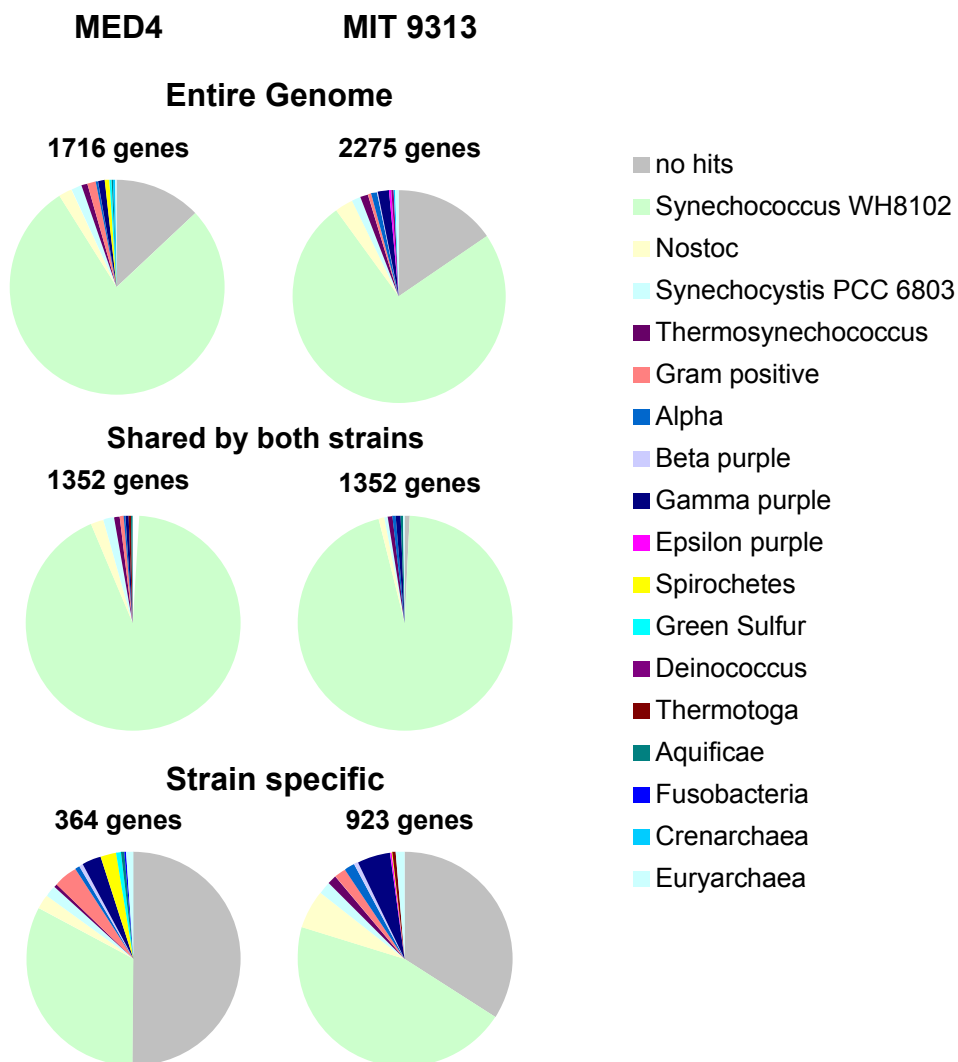 MED4 MIT 9313
Entire Genome
1716 genes 2275 genes
Shared by both strains
1352 genes 1352 genes
Strain specific
364 genes 923 genes
no hits
Synechococcus WH8102
Nostoc
Synechocystis PCC 6803
Thermosynechococcus
Gram positive
Alpha
Beta purple
Gamma purple
Epsilon purple
Spirochetes
Green Sulfur
Deinococcus
Thermotoga
Aquificae
Fusobacteria
Crenarchaea
Euryarchaea